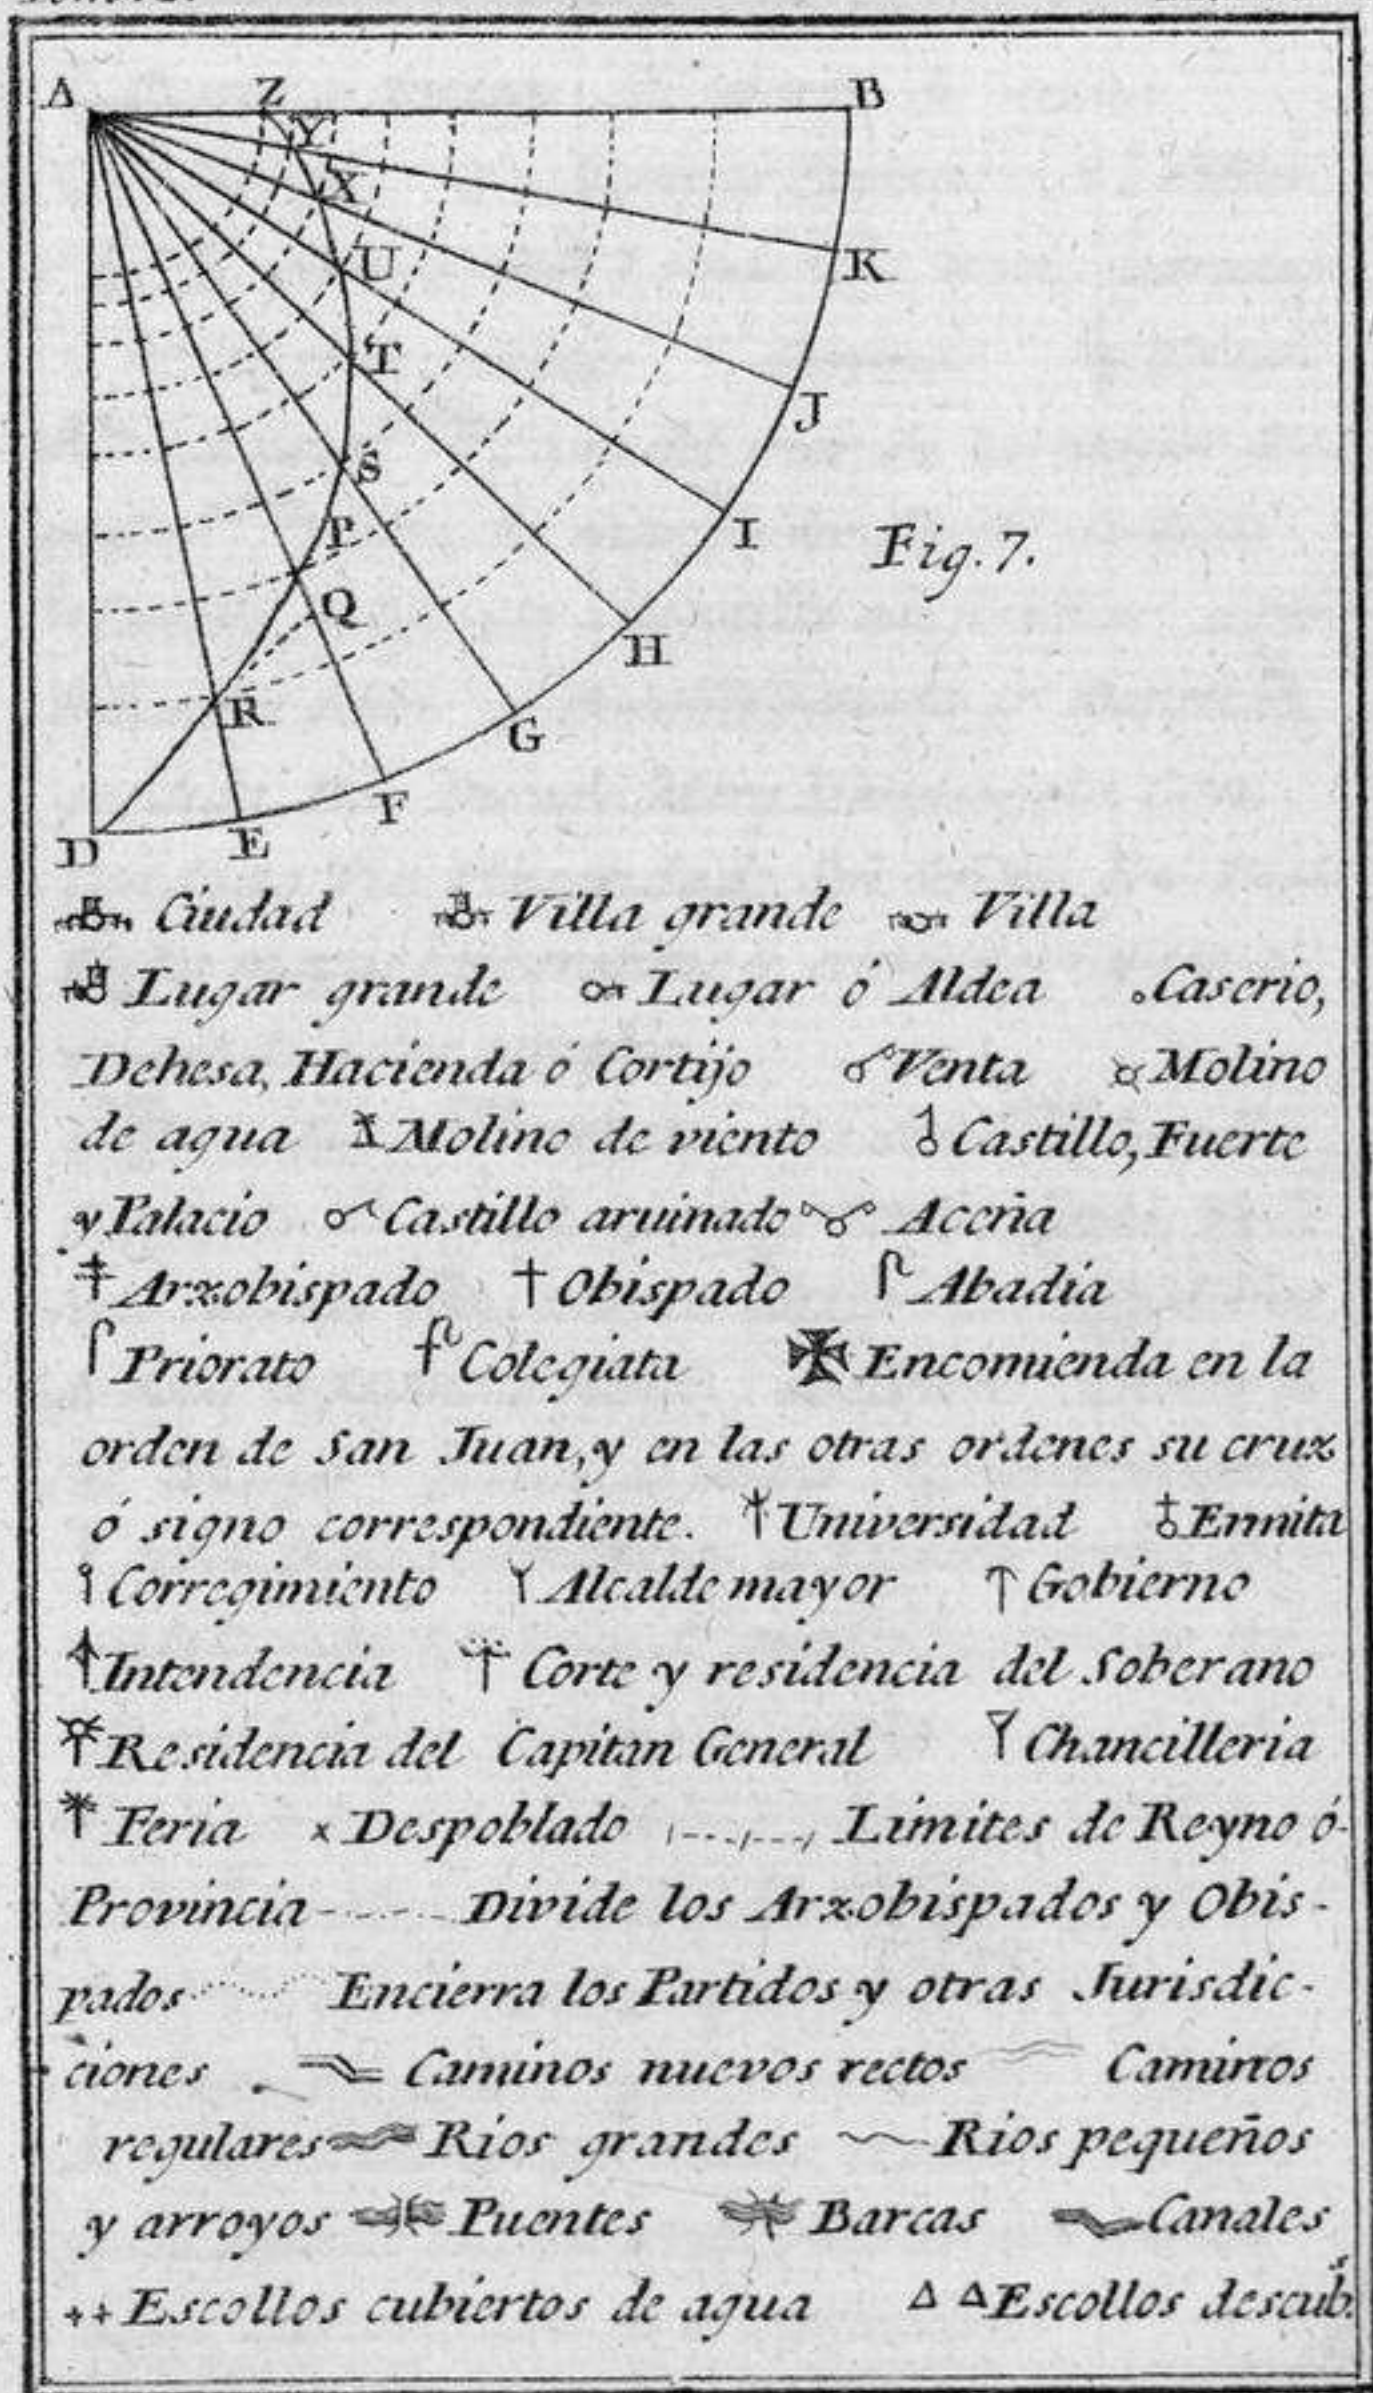 A Z B
Y
X
K
U
T
J
S
P
I
Fig. 7.
Q
H
R
G
F
D E
Ciudad Villa grande Villa
Lugar grande Lugar ó Aldea Caserio,
Dehesa, Hacienda ó Cortijo Venta Molino
de agua Molino de viento Castillo, Fuerte
y Palacio Castillo aruinado Aceña
Arzobispado Obispado Abadia
Priorato Colegiata Encomienda en la
orden de San Juan, y en las otras ordenes su cruz
ó signo correspondiente. Universidad Ermita
Corregimiento Alcalde mayor Gobierno
Intendencia Corte y residencia del Soberano
Residencia del Capitan General Chancilleria
Feria Despoblado Limites de Reyno ó
Provincia Divide los Arzobispados y Obis-
pados Encierra los Partidos y otras Jurisdic-
ciones Caminos nuevos rectos Caminos
regulares Rios grandes Rios pequeños
y arroyos Puentes Barcas Canales
Escollos cubiertos de agua Escollos descub.s